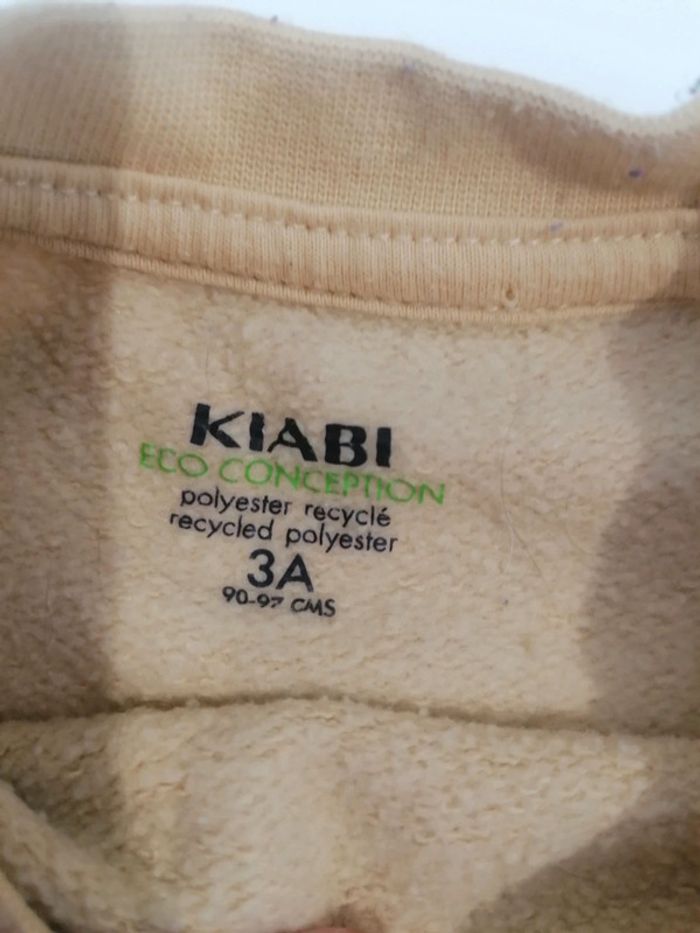 KIABI
ECO CONCEPTION
polyester recyclé
recycled polyester
3A
90-97 CMS